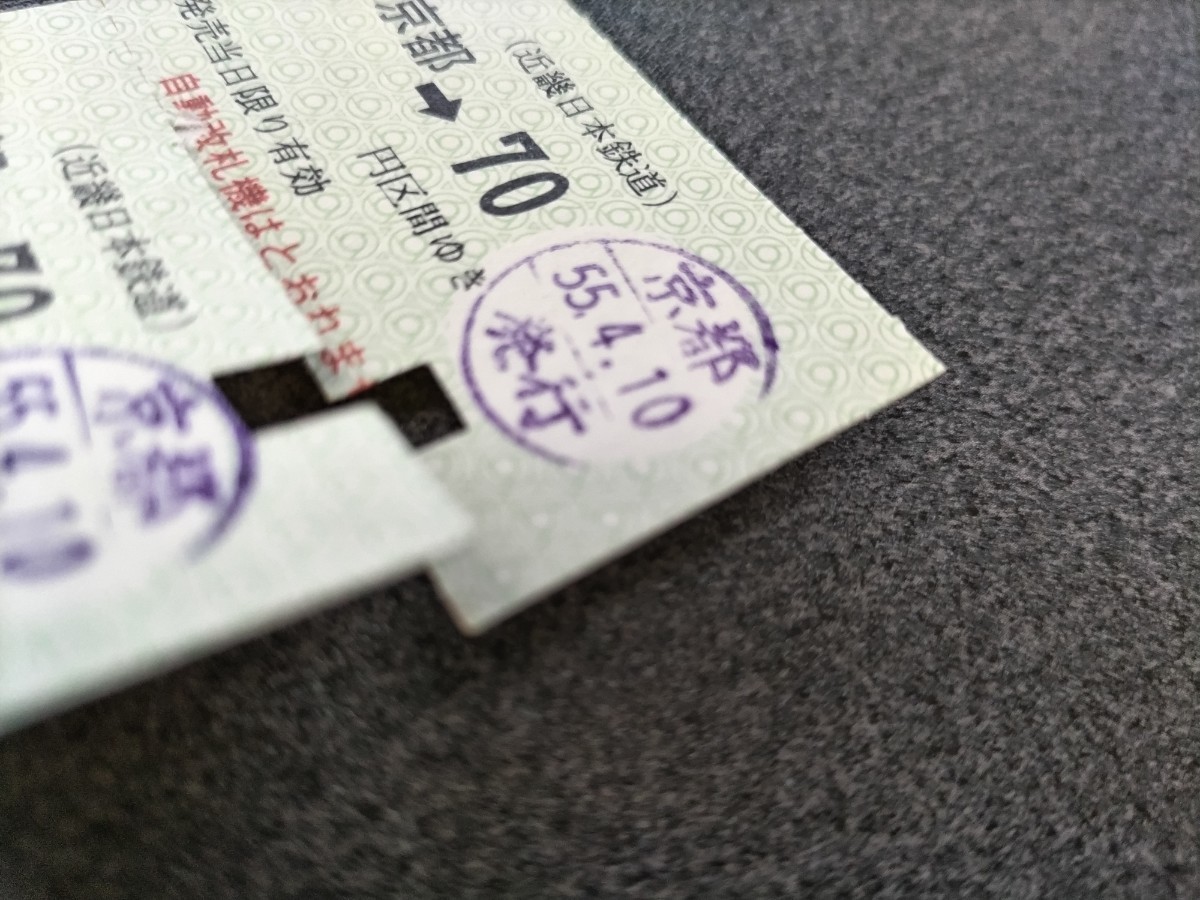 (近畿日本鉄道)
京都➡70
円区間ゆき
発売当日限り有効
自動改札機はとおれま
京都
55.4.10
発行
(近畿日本鉄道)
70
京都
55.4.10